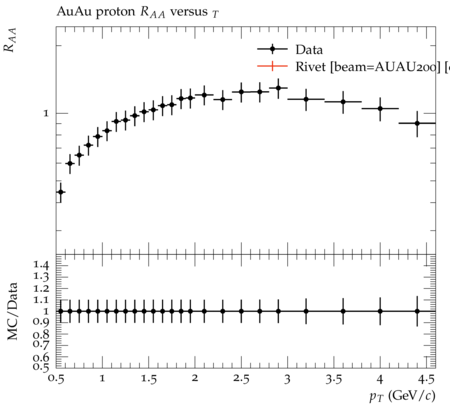 AuAu proton R_AA versus _T
R_AA
Data
Rivet [beam=AUAU200] [
1
MC/Data
1.4
1.3
1.2
1.1
1
0.9
0.8
0.7
0.6
0.5
0.5 1 1.5 2 2.5 3 3.5 4 4.5
p_T (GeV/c)